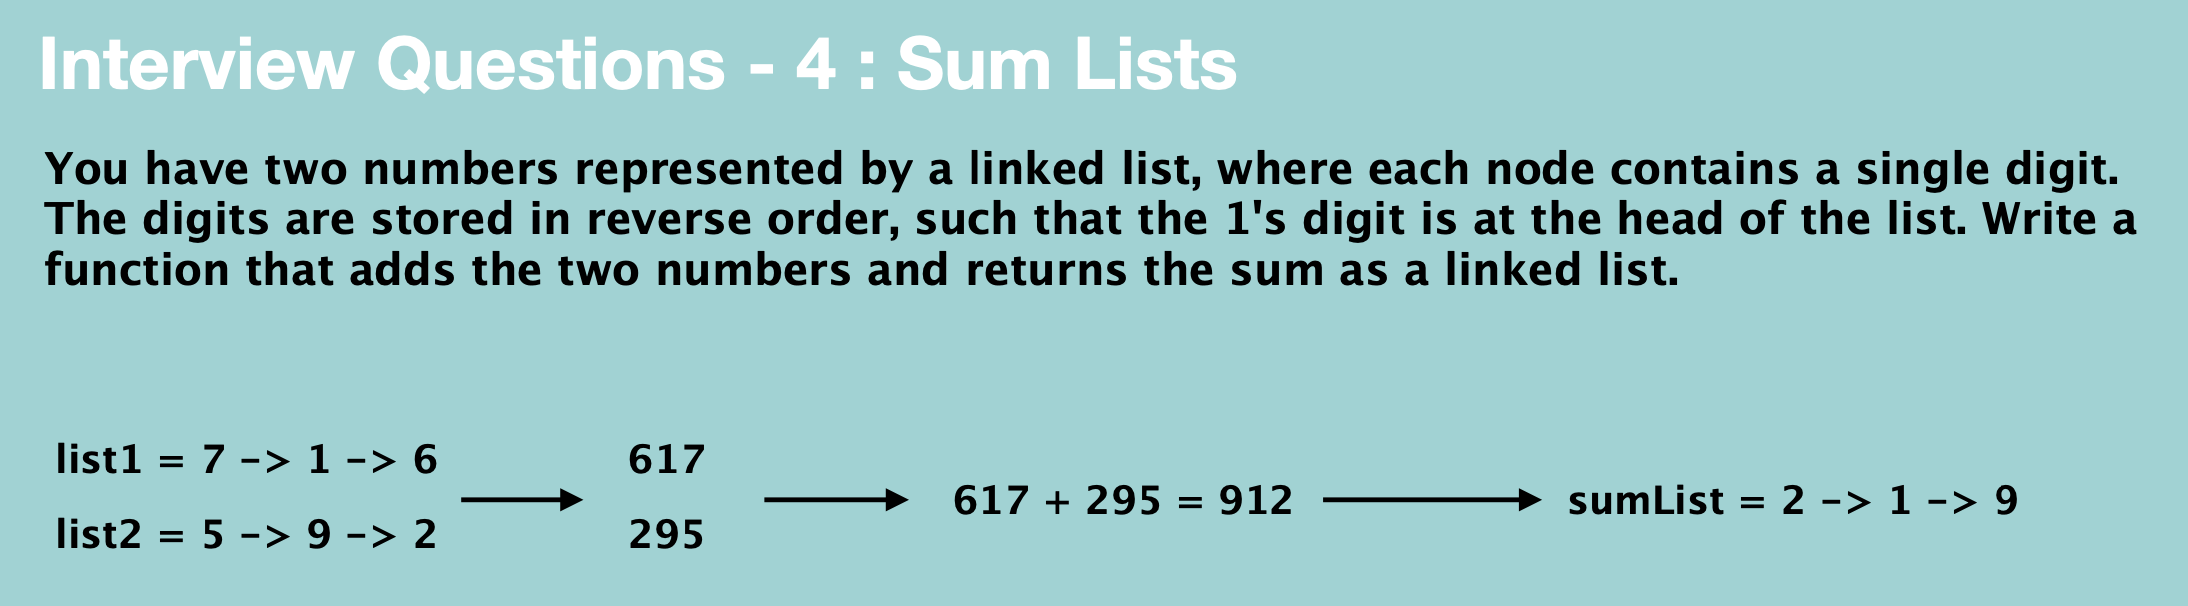 Interview Questions - 4 : Sum Lists
You have two numbers represented by a linked list, where each node contains a single digit.
The digits are stored in reverse order, such that the 1's digit is at the head of the list. Write a
function that adds the two numbers and returns the sum as a linked list.
list1 = 7 -> 1 -> 6
617
617 + 295 = 912
sumList = 2 -> 1 -> 9
list2 = 5 -> 9 -> 2
295